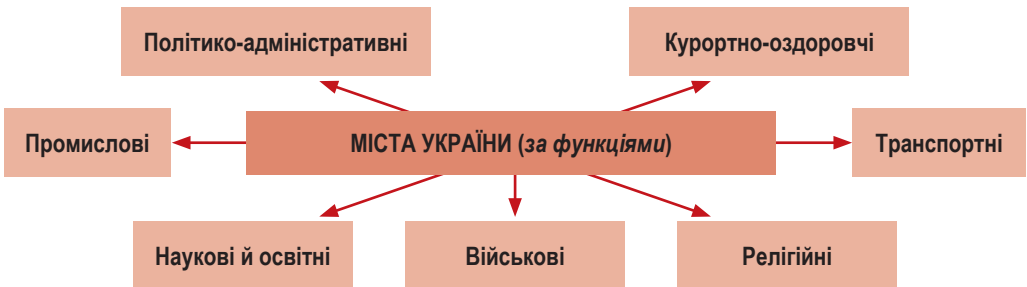 Політико-адміністративні
Курортно-оздоровчі
Промислові
МІСТА УКРАЇНИ (за функціями)
Транспортні
Наукові й освітні
Військові
Релігійні